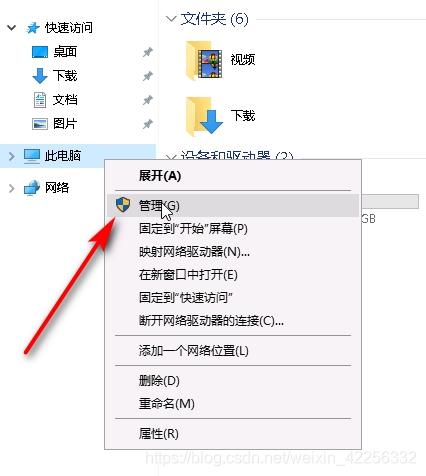 快速访问
桌面
下载
文档
图片
此电脑
网络
文件夹 (6)
视频
下载
设备和驱动器 (2)
GB
展开(A)
管理(G)
固定到"开始"屏幕(P)
映射网络驱动器(N)...
在新窗口中打开(E)
固定到"快速访问"
断开网络驱动器的连接(C)...
添加一个网络位置(L)
删除(D)
重命名(M)
属性(R)
https://blog.csdn.net/weixin_42256332